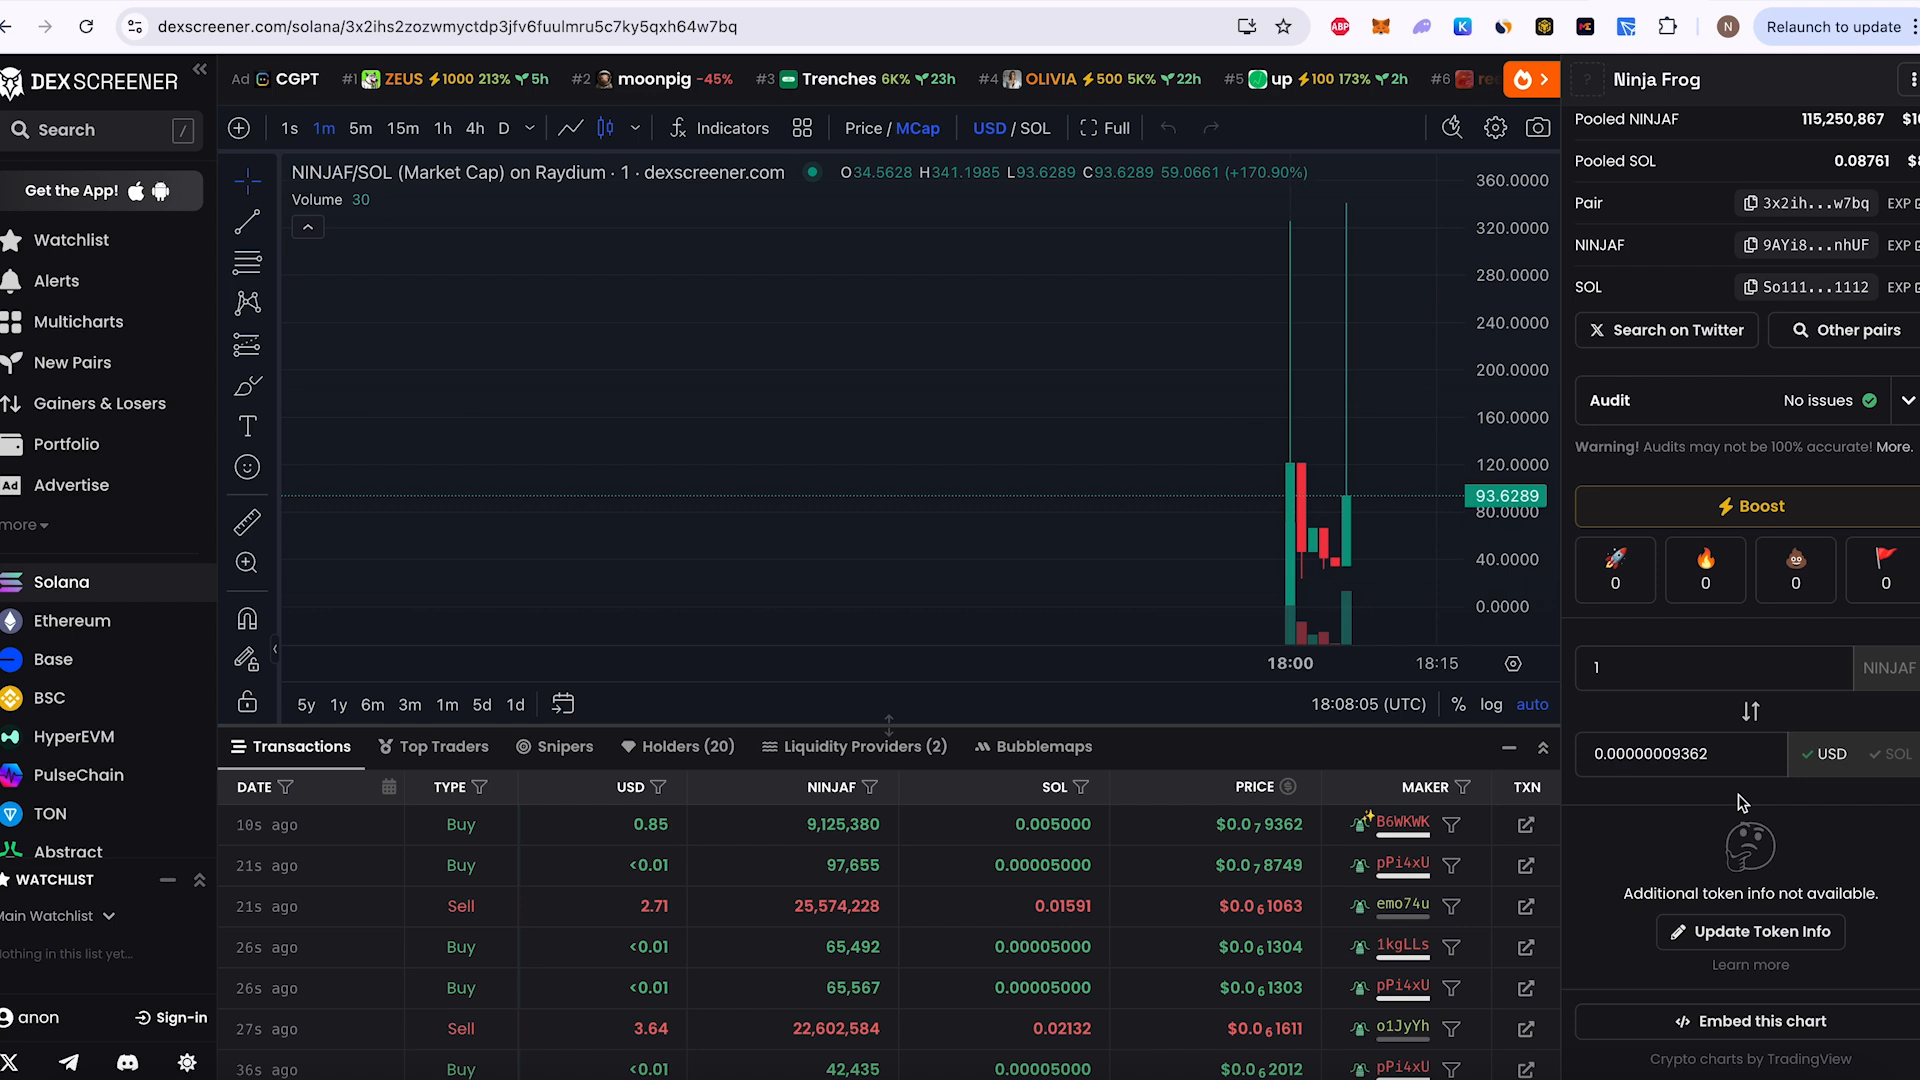 dexscreener.com/solana/3x2ihs2zozwmyctdp3jfv6fuulmru5c7ky5qxh64w7bq
N
Relaunch to update
DEX SCREENER
Ad CGPT #1 ZEUS 1000 213% 5h #2 moonpig -45% #3 Trenches 6K% 23h #4 OLIVIA 500 5K% 22h #5 up 100 173% 2h #6
Ninja Frog
Search /
1s 1m 5m 15m 1h 4h D Indicators Price / MCap USD / SOL Full
Get the App!
Watchlist
Alerts
Multicharts
New Pairs
Gainers & Losers
Portfolio
Ad Advertise
more
Solana
Ethereum
Base
BSC
HyperEVM
PulseChain
TON
Abstract
WATCHLIST
Main Watchlist
Nothing in this list yet...
anon Sign-in
NINJAF/SOL (Market Cap) on Raydium · 1 · dexscreener.com O34.5628 H341.1985 L93.6289 C93.6289 59.0661 (+170.90%)
Volume 30
360.0000
320.0000
280.0000
240.0000
200.0000
160.0000
120.0000
93.6289
80.0000
40.0000
0.0000
18:00 18:15
5y 1y 6m 3m 1m 5d 1d 18:08:05 (UTC) % log auto
Transactions Top Traders Snipers Holders (20) Liquidity Providers (2) Bubblemaps
DATE TYPE USD NINJAF SOL PRICE MAKER TXN
10s ago Buy 0.85 9,125,380 0.005000 $0.0₇9362 B6WKWK
21s ago Buy <0.01 97,655 0.00005000 $0.0₇8749 pPi4xU
21s ago Sell 2.71 25,574,228 0.01591 $0.0₆1063 emo74u
26s ago Buy <0.01 65,492 0.00005000 $0.0₆1304 1kgLLs
26s ago Buy <0.01 65,567 0.00005000 $0.0₆1303 pPi4xU
27s ago Sell 3.64 22,602,584 0.02132 $0.0₆1611 o1JyYh
36s ago Buy <0.01 42,435 0.00005000 $0.0₆2012 pPi4xU
Pooled NINJAF 115,250,867
Pooled SOL 0.08761
Pair 3x2ih...w7bq EXP
NINJAF 9AYi8...nhUF EXP
SOL So111...1112 EXP
Search on Twitter Other pairs
Audit No issues
Warning! Audits may not be 100% accurate! More.
Boost
0 0 0 0
1 NINJAF
0.00000009362 USD SOL
Additional token info not available.
Update Token Info
Learn more
Embed this chart
Crypto charts by TradingView